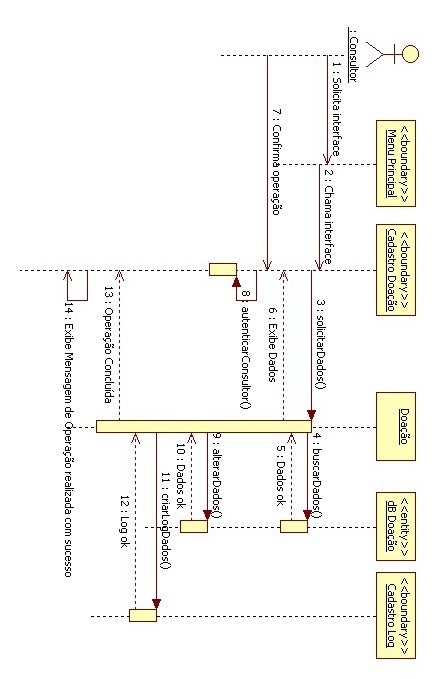 : Consultor
<<boundary>>
Menu Principal
<<boundary>>
Cadastro Doação
Doação
<<entity>>
dB Doação
<<boundary>>
Cadastro Log
1 : Solicita interface
2 : Chama interface
3 : solicitarDados()
4 : buscarDados()
5 : Dados ok
6 : Exibe Dados
7 : Confirma operação
8 : autenticarConsultor()
9 : alterarDados()
10 : Dados ok
11 : criarLogDados()
12 : Log ok
13 : Operação Concluida
14 : Exibe Mensagem de Operação realizada com sucesso